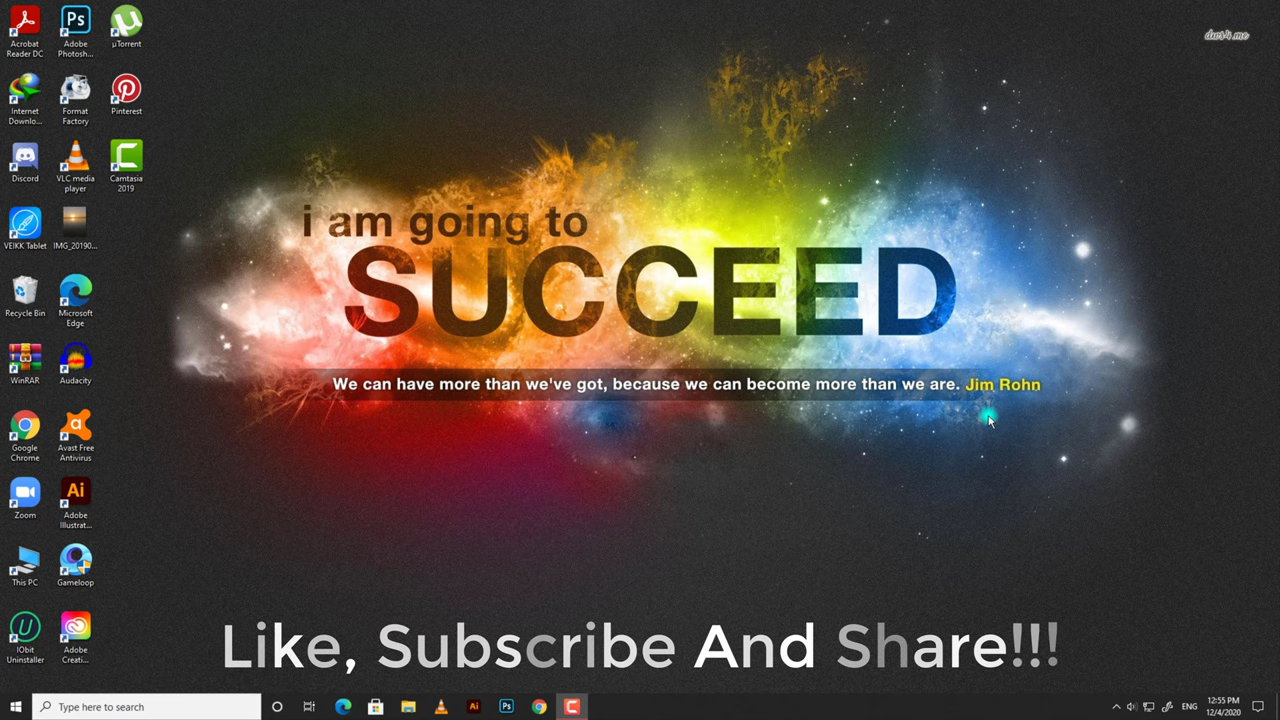 Acrobat
Reader DC
Adobe
Photosh...
µTorrent
dwr4.me
Internet
Downlo...
Format
Factory
Pinterest
Discord
VLC media
player
Camtasia
2019
VEIKK Tablet
IMG_20190...
i am going to
SUCCEED
Recycle Bin
Microsoft
Edge
WinRAR
Audacity
We can have more than we've got, because we can become more than we are. Jim Rohn
Google
Chrome
Avast Free
Antivirus
Zoom
Adobe
Illustrat...
This PC
Gameloop
IObit
Uninstaller
Adobe
Creati...
Like, Subscribe And Share!!!
Type here to search
ENG
12:55 PM
12/4/2020